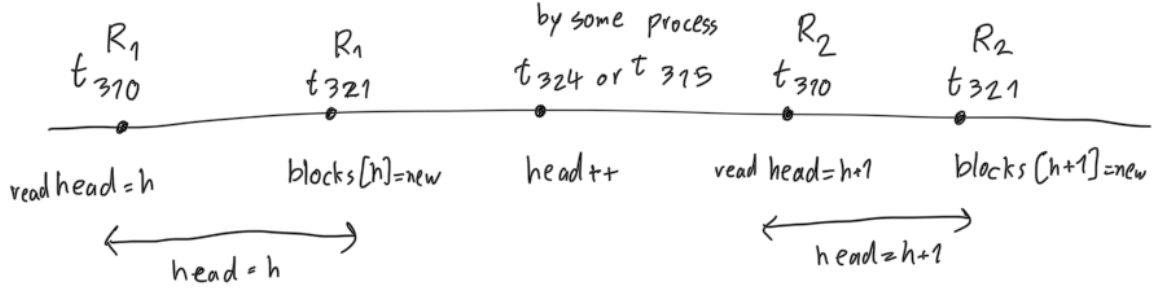 by some process
R1 R1 R2 R2
t310 t321 t324 or t315 t310 t321
read head = h blocks[h]=new head++ read head=h+1 blocks[h+1]=new
head = h head=h+1